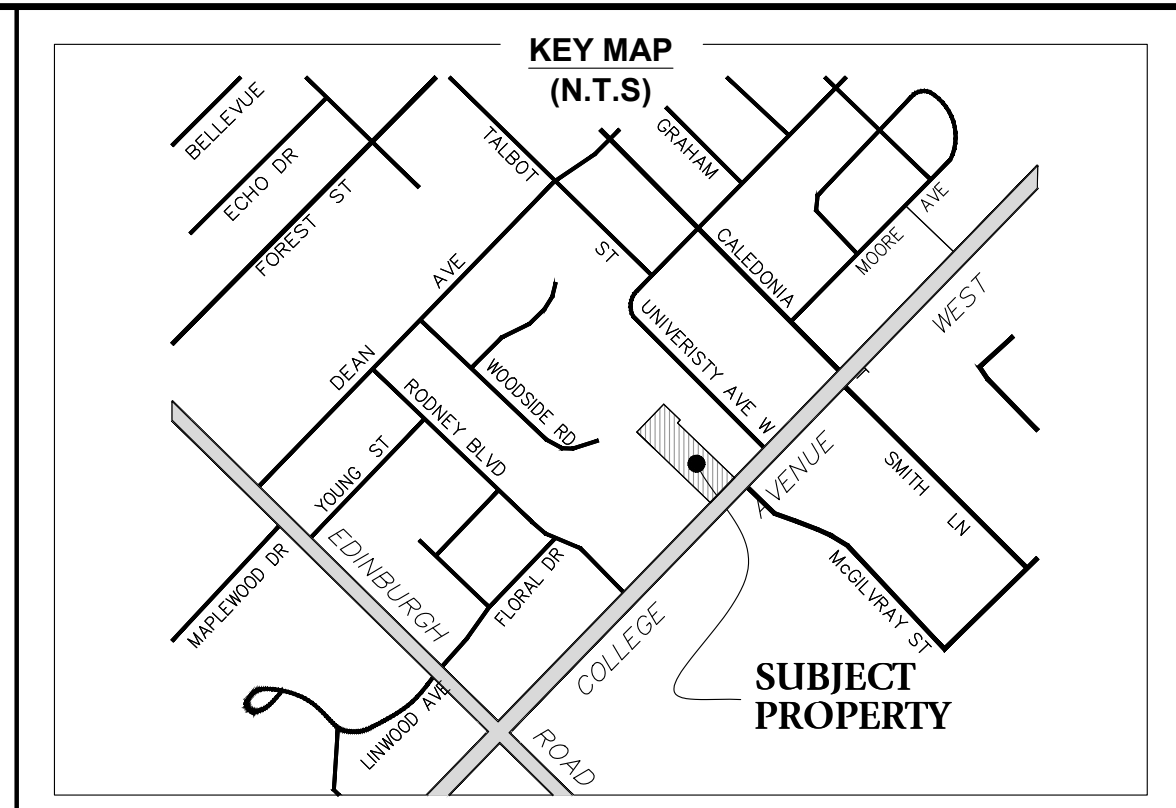 KEY MAP
(N.T.S)
BELLEVUE
ECHO DR
FOREST ST
TALBOT ST
GRAHAM
CALEDONIA
MOORE AVE
DEAN AVE
WOODSIDE RD
RODNEY BLVD
YOUNG ST
UNIVERISTY AVE W
COLLEGE AVENUE WEST
SMITH LN
McGILVRAY ST
MAPLEWOOD DR
EDINBURGH ROAD
FLORAL DR
LINWOOD AVE
SUBJECT
PROPERTY